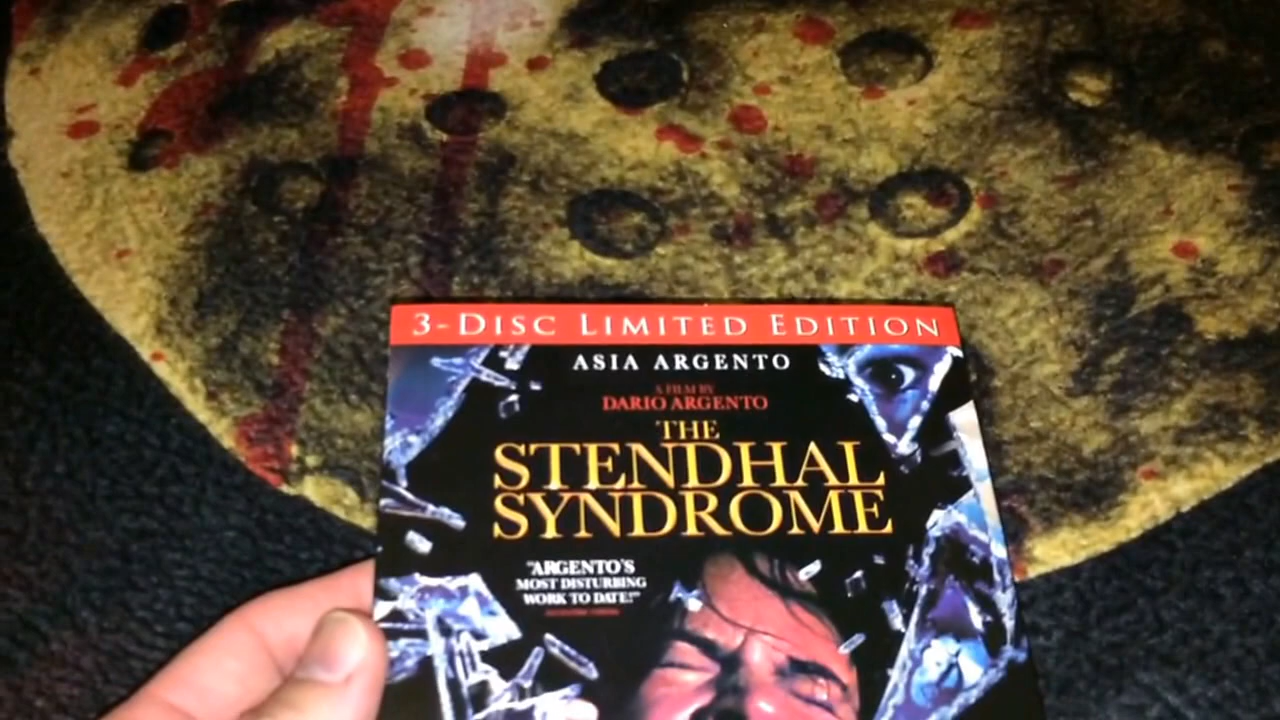 3-DISC LIMITED EDITION
ASIA ARGENTO
A FILM BY
DARIO ARGENTO
THE
STENDHAL
SYNDROME
"ARGENTO'S
MOST DISTURBING
WORK TO DATE!"